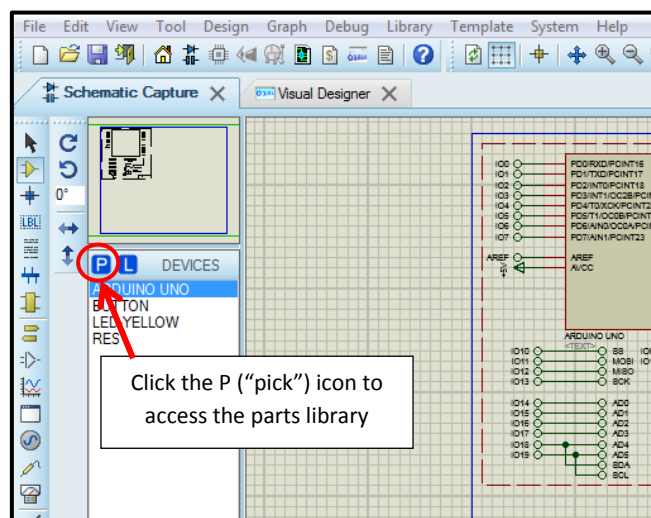 File Edit View Tool Design Graph Debug Library Template System Help
Schematic Capture
Visual Designer
LBL
0°
P L DEVICES
ARDUINO UNO
BUTTON
LED-YELLOW
RES
Click the P (“pick”) icon to
access the parts library
IO0 PD0/RXD/PCINT16
IO1 PD1/TXD/PCINT17
IO2 PD2/INT0/PCINT18
IO3 PD3/INT1/OC2B/PCIN
IO4 PD4/T0/XCK/PCINT2
IO5 PD5/T1/OC0B/PCINT
IO6 PD6/AIN0/OC0A/PCI
IO7 PD7/AIN1/PCINT23
AREF AREF
+5V AVCC
ARDUINO UNO
<TEXT>
IO10 SS
IO11 MOSI
IO12 MISO
IO13 SCK
IO14 AD0
IO15 AD1
IO16 AD2
IO17 AD3
IO18 AD4
IO19 AD5
SDA
SCL